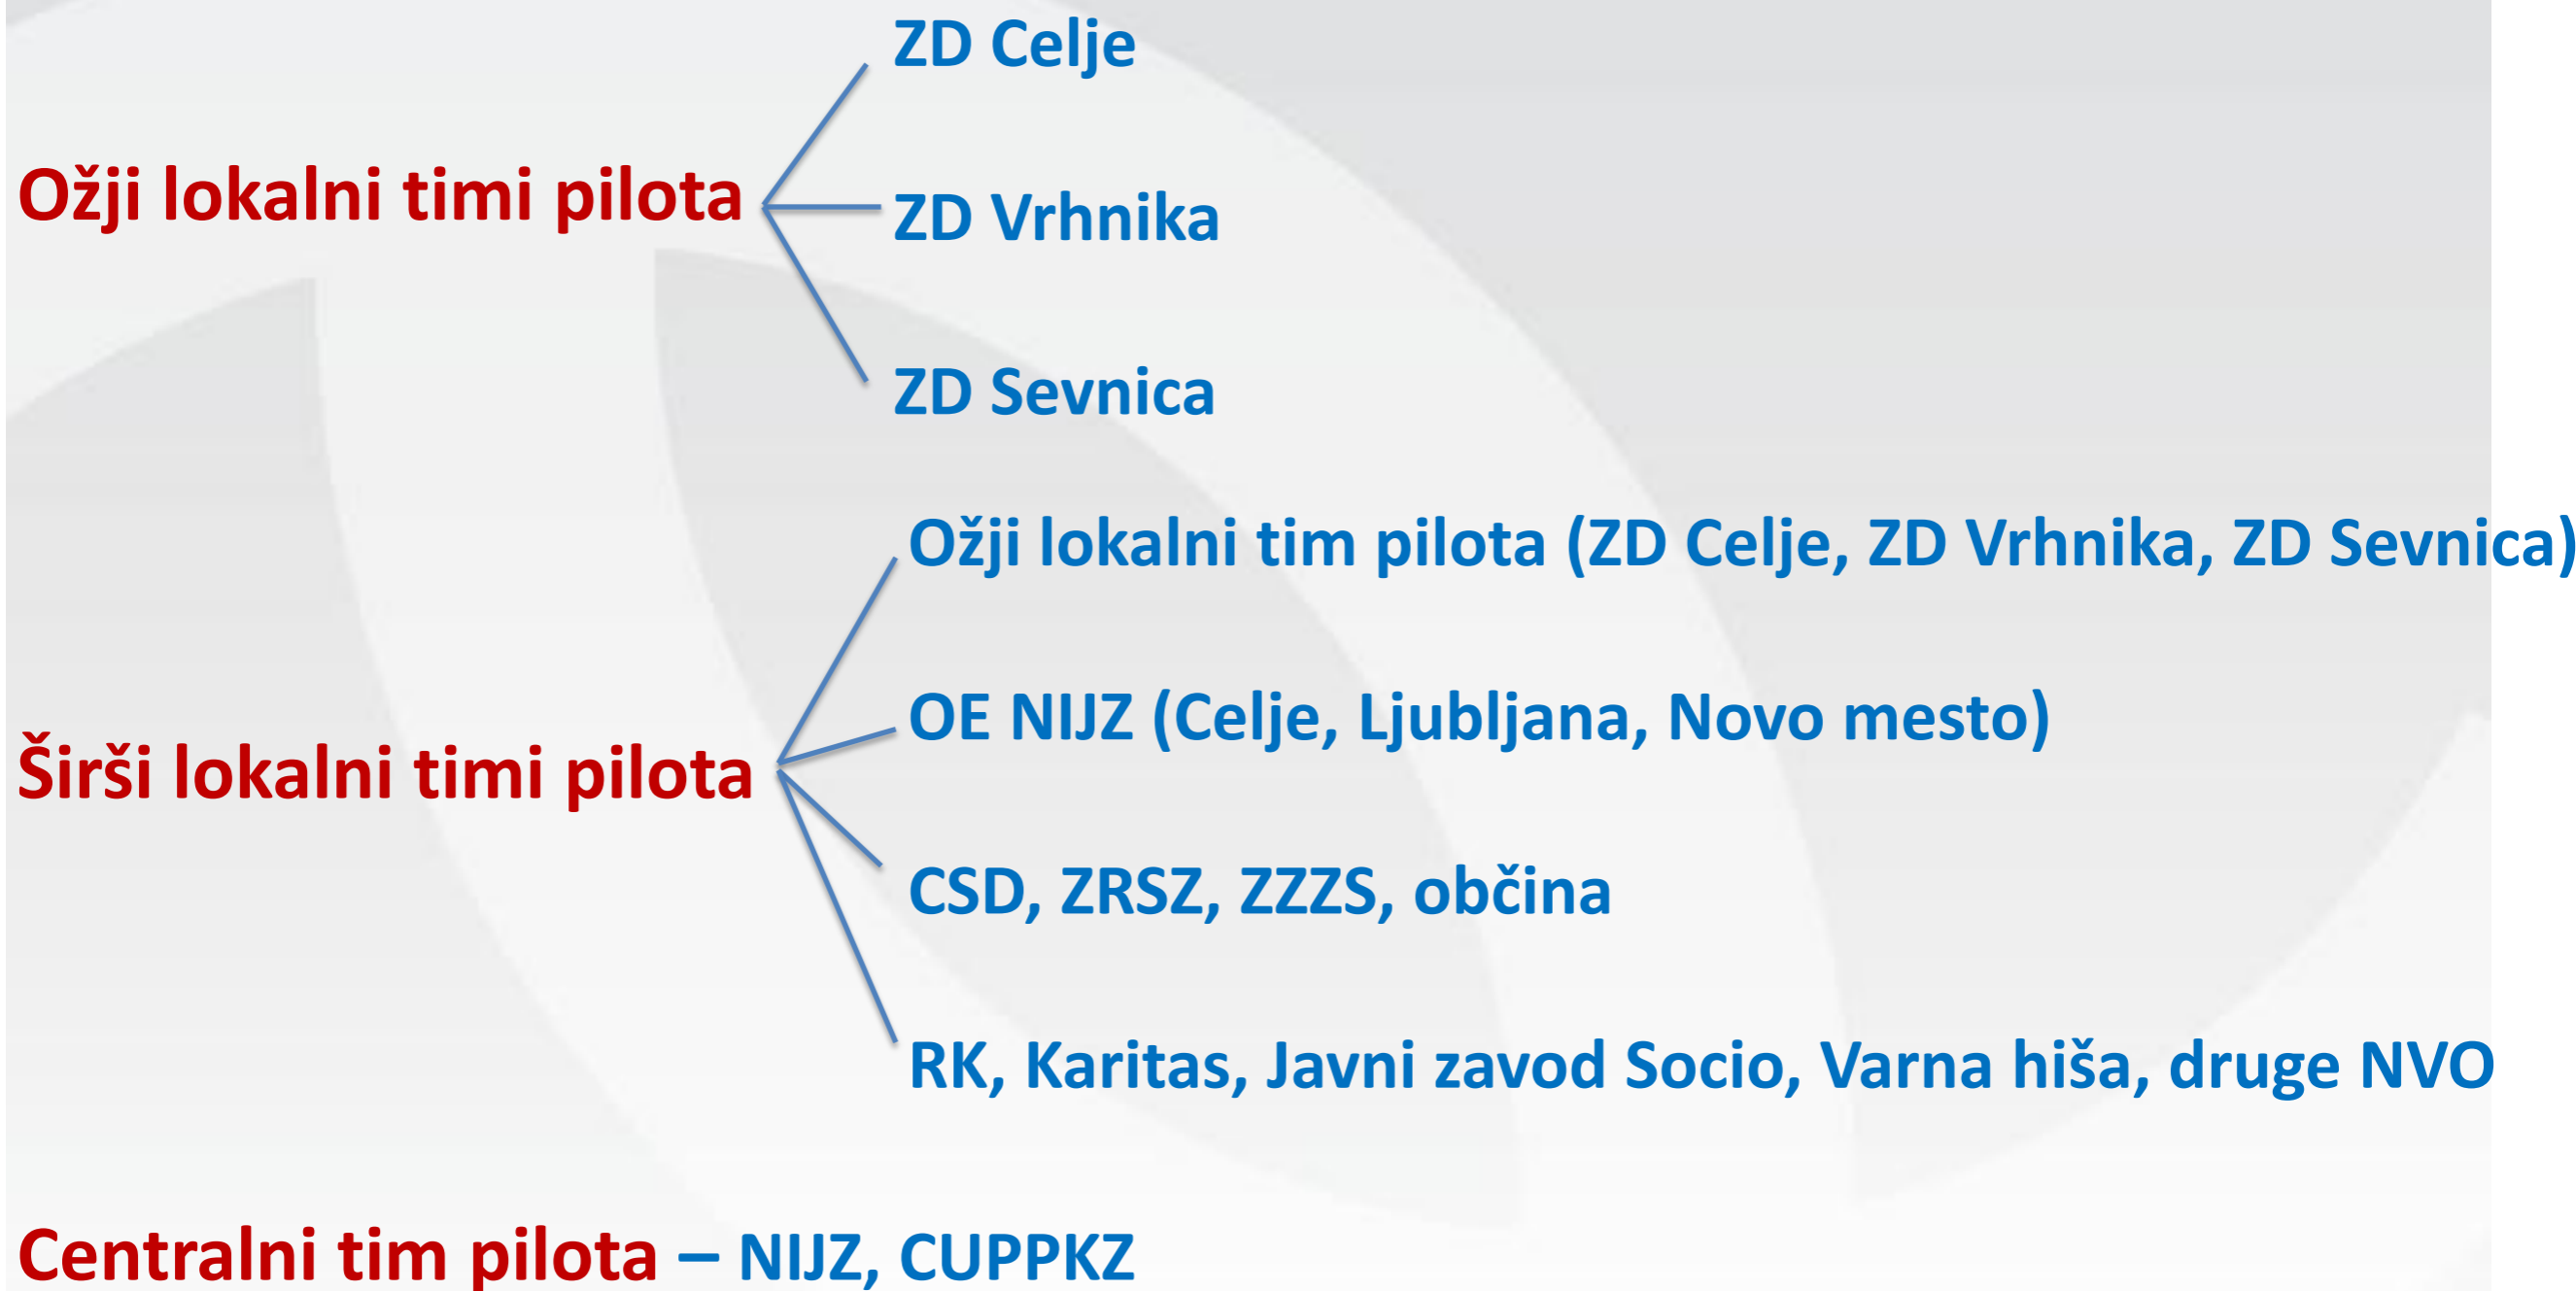 ZD Celje
Ožji lokalni timi pilota
ZD Vrhnika
ZD Sevnica
Ožji lokalni tim pilota (ZD Celje, ZD Vrhnika, ZD Sevnica)
OE NIJZ (Celje, Ljubljana, Novo mesto)
Širši lokalni timi pilota
CSD, ZRSZ, ZZZS, občina
RK, Karitas, Javni zavod Socio, Varna hiša, druge NVO
Centralni tim pilota – NIJZ, CUPPKZ